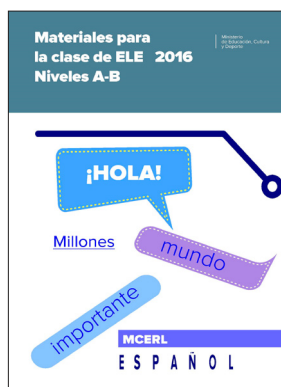 Materiales para
la clase de ELE 2016
Niveles A-B
Ministerio
de Educación, Cultura
y Deporte
¡HOLA!
Millones
mundo
importante
MCERL
ESPAÑOL